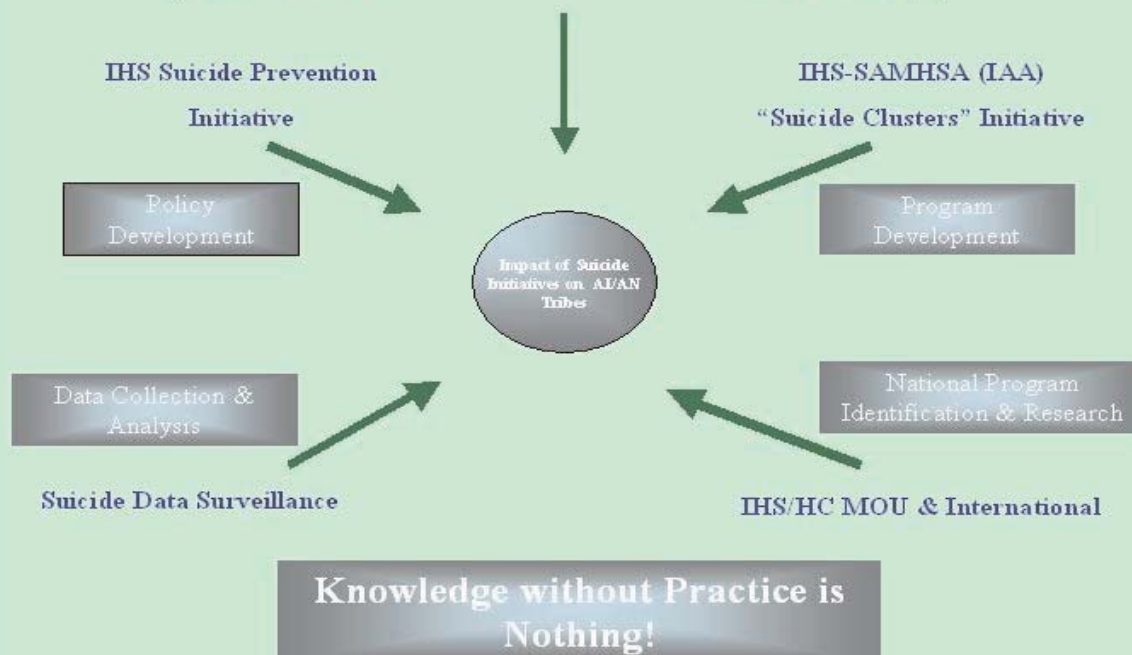 IHS Suicide Prevention
Initiative
IHS-SAMHSA (IAA)
“Suicide Clusters” Initiative
Policy
Development
Program
Development
Impact of Suicide
Initiatives on AI/AN
Tribes
Data Collection &
Analysis
National Program
Identification & Research
Suicide Data Surveillance
IHS/HC MOU & International
Knowledge without Practice is
Nothing!